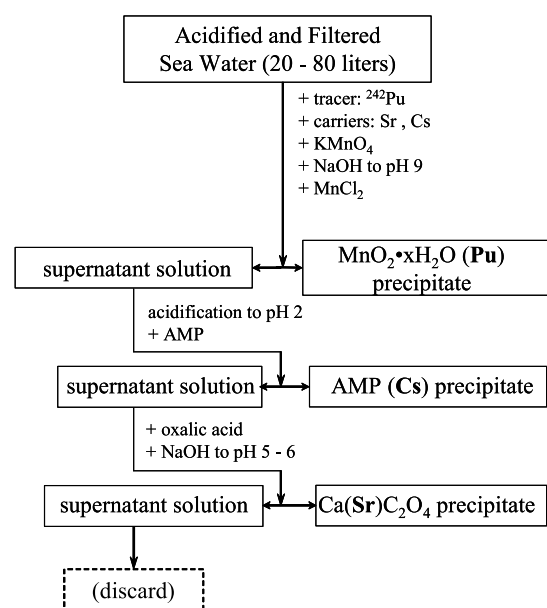 Acidified and Filtered
Sea Water (20 - 80 liters)
+ tracer: ²⁴²Pu
+ carriers: Sr , Cs
+ KMnO₄
+ NaOH to pH 9
+ MnCl₂
supernatant solution
MnO₂•xH₂O (Pu)
precipitate
acidification to pH 2
+ AMP
supernatant solution
AMP (Cs) precipitate
+ oxalic acid
+ NaOH to pH 5 - 6
supernatant solution
Ca(Sr)C₂O₄ precipitate
(discard)